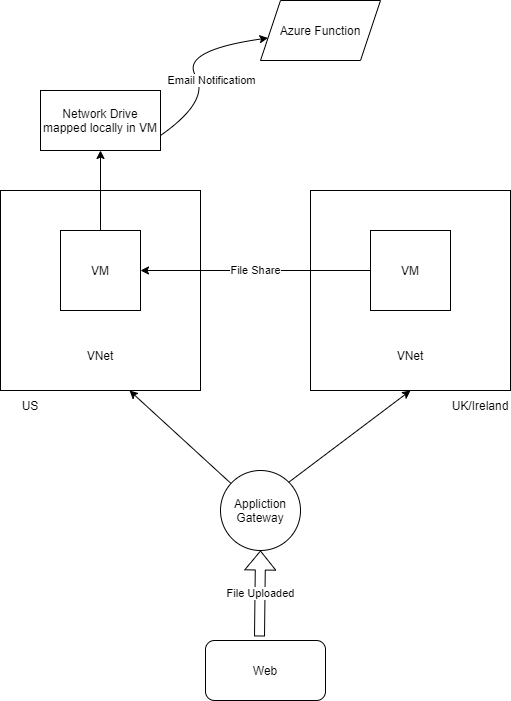 Azure Function
Email Notificatiom
Network Drive
mapped locally in VM
VM
File Share
VM
VNet
VNet
US
UK/Ireland
Appliction
Gateway
File Uploaded
Web